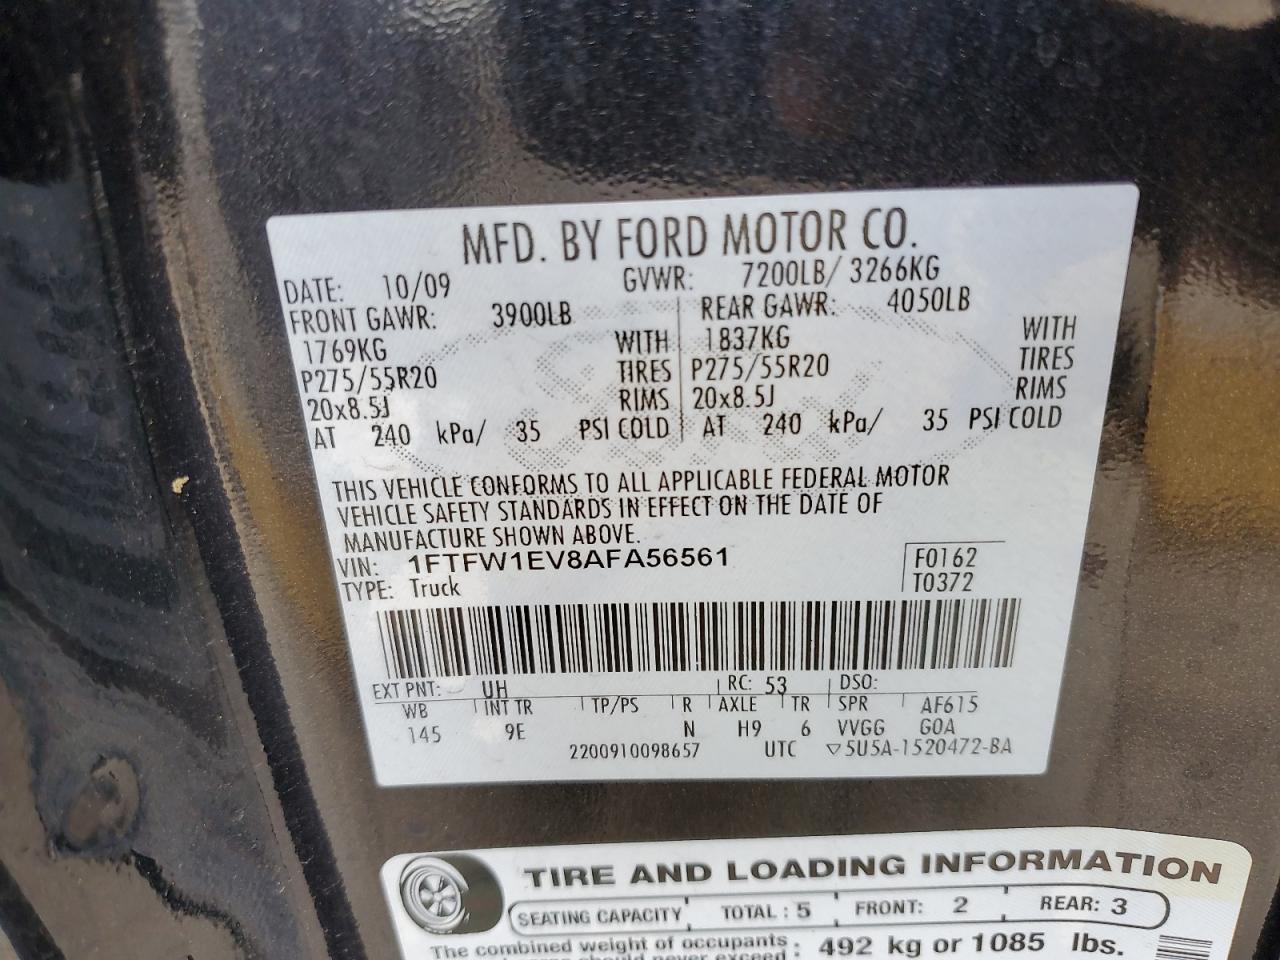 MFD. BY FORD MOTOR CO.
DATE: 10/09 GVWR: 7200LB/ 3266KG
FRONT GAWR: 3900LB REAR GAWR: 4050LB
1769KG WITH 1837KG WITH
P275/55R20 TIRES P275/55R20 TIRES
20x8.5J RIMS 20x8.5J RIMS
AT 240 kPa/ 35 PSI COLD AT 240 kPa/ 35 PSI COLD
THIS VEHICLE CONFORMS TO ALL APPLICABLE FEDERAL MOTOR
VEHICLE SAFETY STANDARDS IN EFFECT ON THE DATE OF
MANUFACTURE SHOWN ABOVE.
VIN: 1FTFW1EV8AFA56561 F0162
TYPE: Truck T0372
EXT PNT: UH RC: 53 DSO:
WB INT TR TP/PS R AXLE TR SPR AF615
145 9E N H9 6 VVGG G0A
2200910098657 UTC ▽5U5A-1520472-BA
TIRE AND LOADING INFORMATION
SEATING CAPACITY TOTAL : 5 FRONT: 2 REAR: 3
The combined weight of occupants : 492 kg or 1085 lbs.
should never exceed